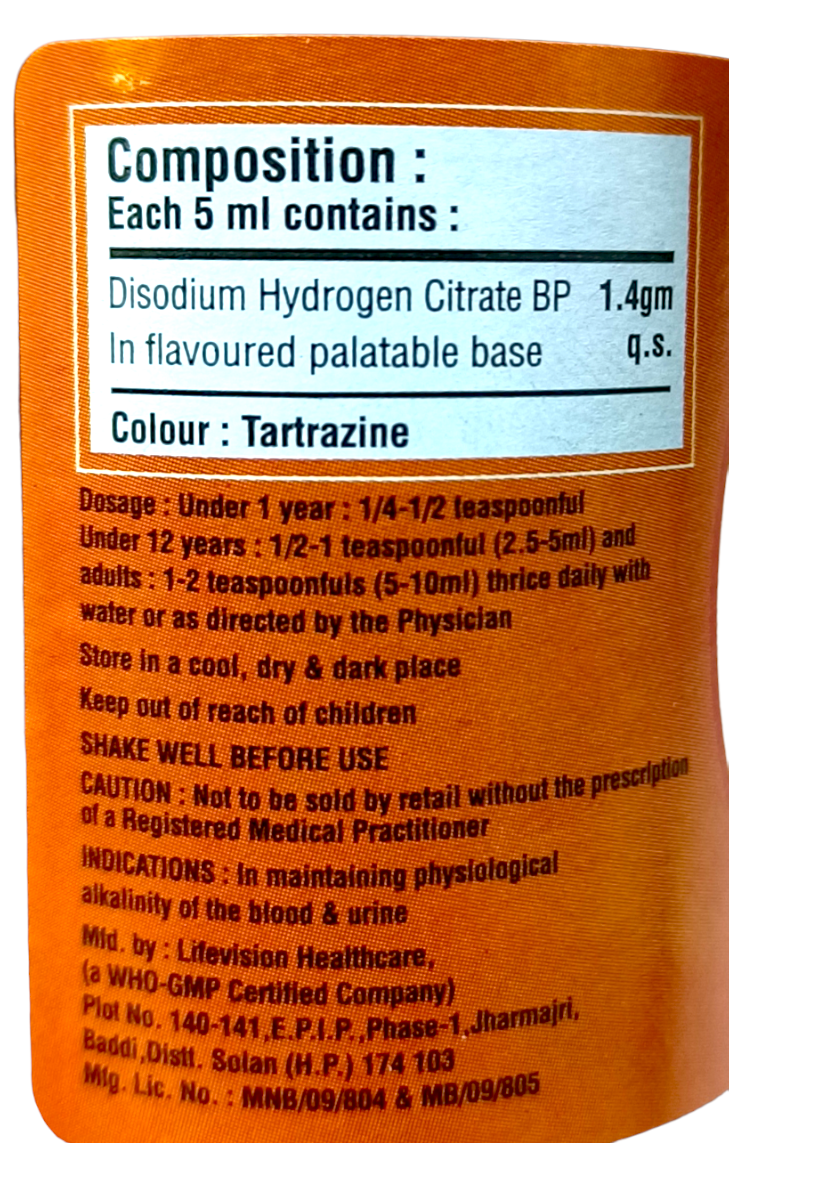 Composition :
Each 5 ml contains :
Disodium Hydrogen Citrate BP 1.4gm
In flavoured palatable base q.s.
Colour : Tartrazine
Dosage : Under 1 year : 1/4-1/2 teaspoonful
Under 12 years : 1/2-1 teaspoonful (2.5-5ml) and
adults : 1-2 teaspoonfuls (5-10ml) thrice daily with
water or as directed by the Physician
Store in a cool, dry & dark place
Keep out of reach of children
SHAKE WELL BEFORE USE
CAUTION : Not to be sold by retail without the prescription
of a Registered Medical Practitioner
INDICATIONS : In maintaining physiological
alkalinity of the blood & urine
Mfd. by : Lifevision Healthcare,
(a WHO-GMP Certified Company)
Plot No. 140-141,E.P.I.P.,Phase-1,Jharmajri,
Baddi,Distt. Solan (H.P.) 174 103
Mfg. Lic. No. : MNB/09/804 & MB/09/805